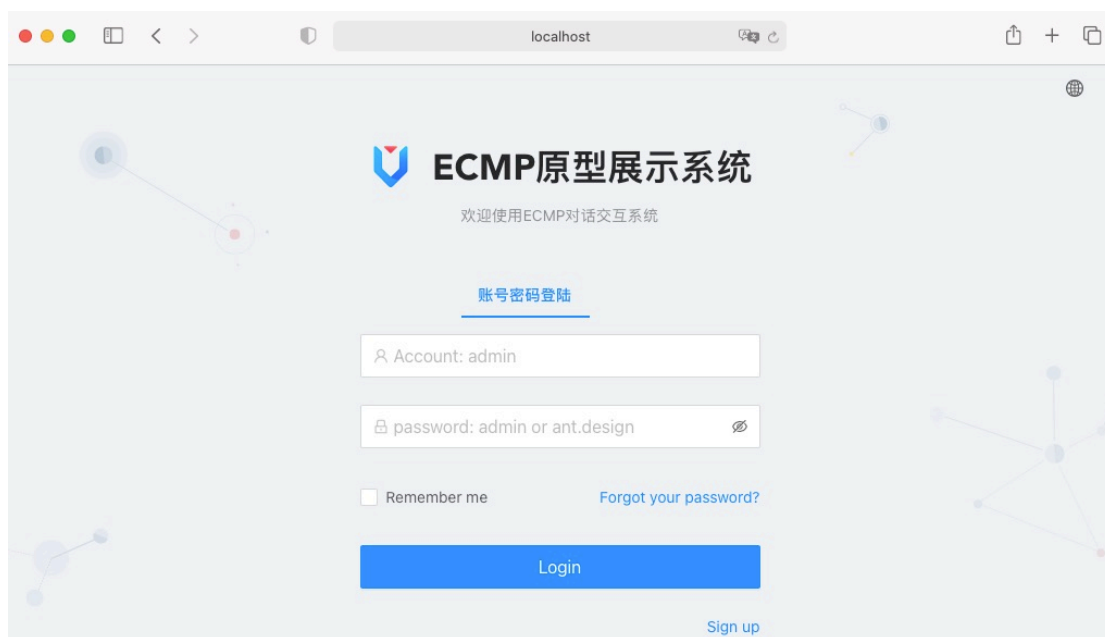 localhost
ECMP原型展示系统
欢迎使用ECMP对话交互系统
账号密码登陆
Account: admin
password: admin or ant.design
Remember me
Forgot your password?
Login
Sign up